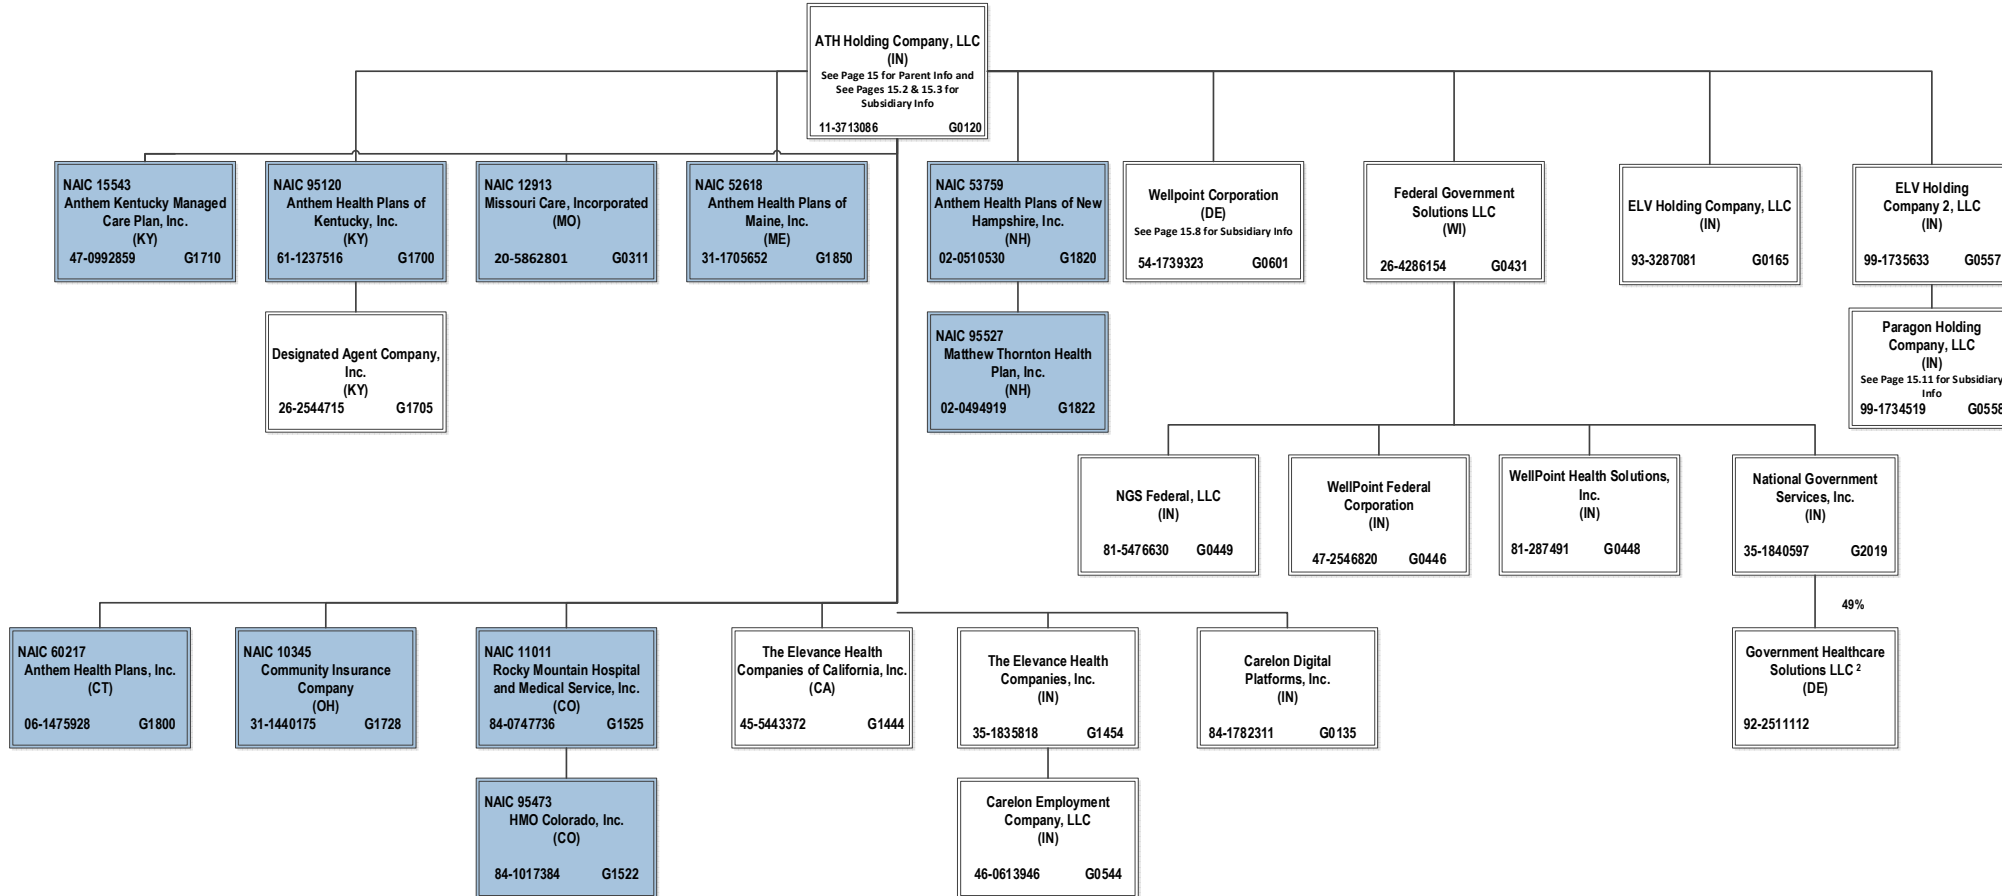 ATH Holding Company, LLC
(IN)
See Page 15 for Parent Info and
See Pages 15.2 & 15.3 for
Subsidiary Info
11-3713086 G0120
NAIC 15543
Anthem Kentucky Managed
Care Plan, Inc.
(KY)
47-0992859 G1710
NAIC 95120
Anthem Health Plans of
Kentucky, Inc.
(KY)
61-1237516 G1700
NAIC 12913
Missouri Care, Incorporated
(MO)
20-5862801 G0311
NAIC 52618
Anthem Health Plans of
Maine, Inc.
(ME)
31-1705652 G1850
NAIC 53759
Anthem Health Plans of New
Hampshire, Inc.
(NH)
02-0510530 G1820
Wellpoint Corporation
(DE)
See Page 15.8 for Subsidiary Info
54-1739323 G0601
Federal Government
Solutions LLC
(WI)
26-4286154 G0431
ELV Holding Company, LLC
(IN)
93-3287081 G0165
ELV Holding
Company 2, LLC
(IN)
99-1735633 G0557
Designated Agent Company,
Inc.
(KY)
26-2544715 G1705
NAIC 95527
Matthew Thornton Health
Plan, Inc.
(NH)
02-0494919 G1822
Paragon Holding
Company, LLC
(IN)
See Page 15.11 for Subsidiary
Info
99-1734519 G0558
NGS Federal, LLC
(IN)
81-5476630 G0449
WellPoint Federal
Corporation
(IN)
47-2546820 G0446
WellPoint Health Solutions,
Inc.
(IN)
81-287491 G0448
National Government
Services, Inc.
(IN)
35-1840597 G2019
49%
NAIC 60217
Anthem Health Plans, Inc.
(CT)
06-1475928 G1800
NAIC 10345
Community Insurance
Company
(OH)
31-1440175 G1728
NAIC 11011
Rocky Mountain Hospital
and Medical Service, Inc.
(CO)
84-0747736 G1525
The Elevance Health
Companies of California, Inc.
(CA)
45-5443372 G1444
The Elevance Health
Companies, Inc.
(IN)
35-1835818 G1454
Carelon Digital
Platforms, Inc.
(IN)
84-1782311 G0135
Government Healthcare
Solutions LLC ²
(DE)
92-2511112
NAIC 95473
HMO Colorado, Inc.
(CO)
84-1017384 G1522
Carelon Employment
Company, LLC
(IN)
46-0613946 G0544